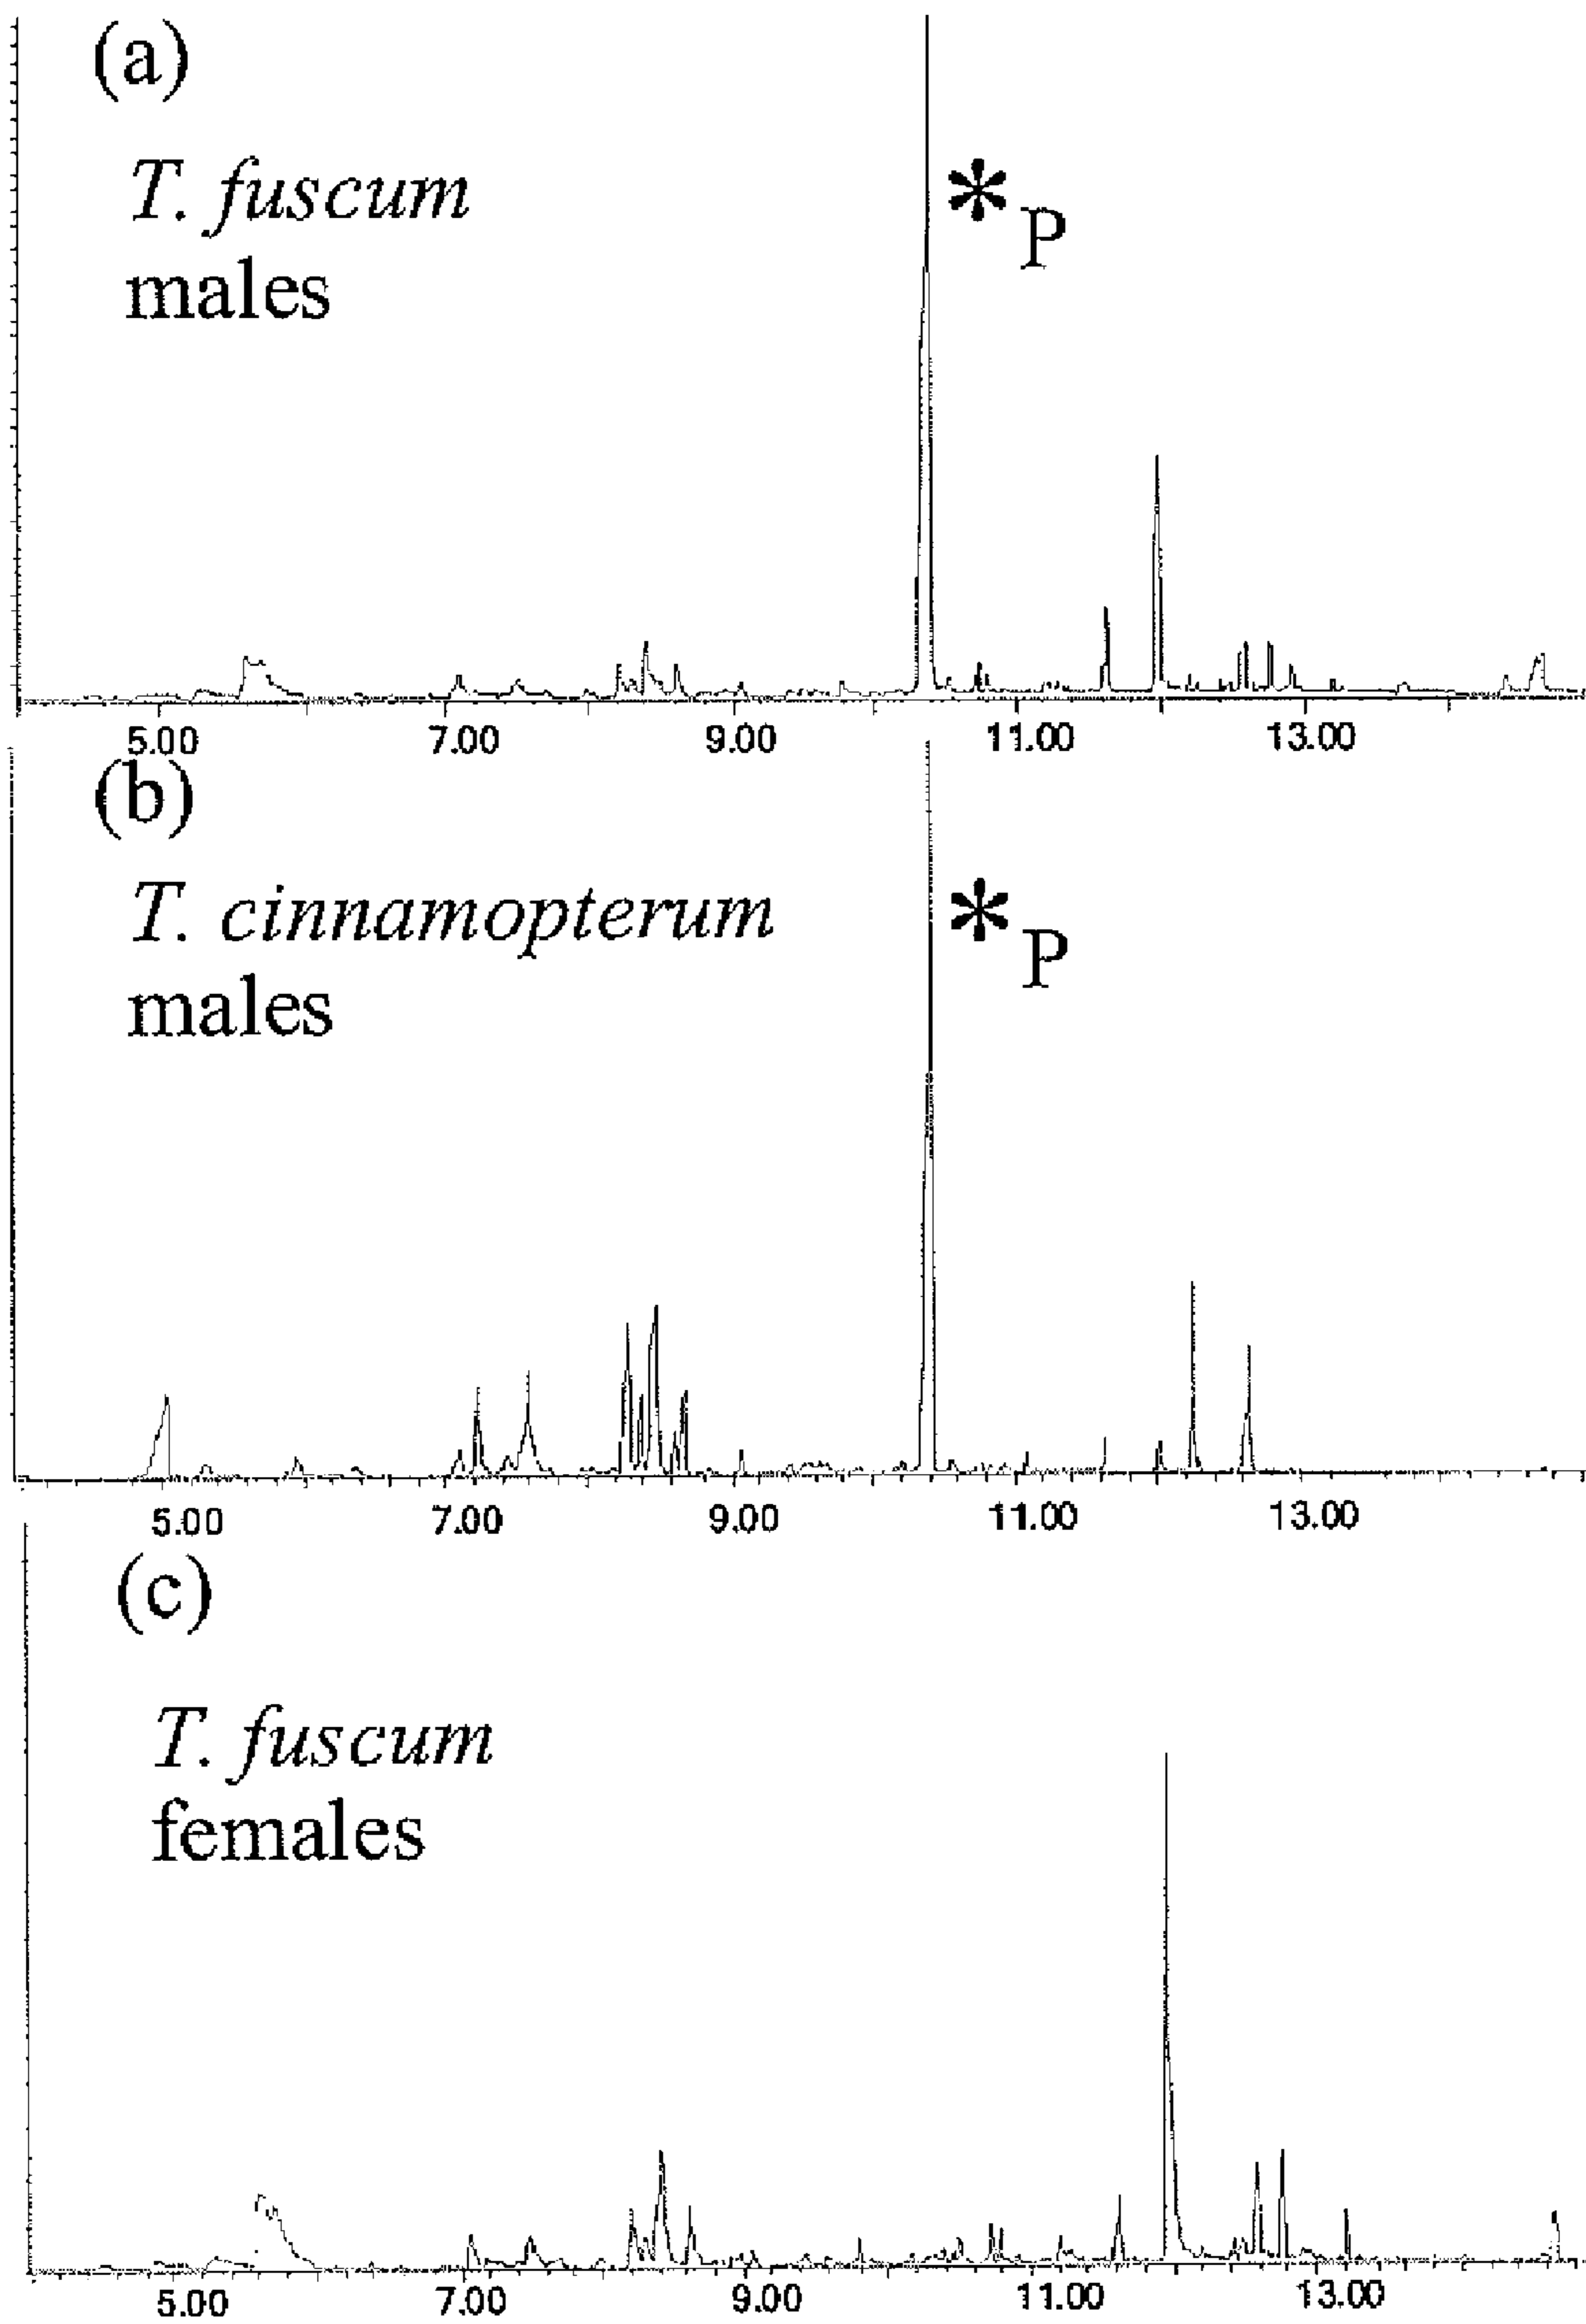 (a)
T. fuscum
males
* P
5.00 7.00 9.00 11.00 13.00
(b)
T. cinnamopterum
males
* P
5.00 7.00 9.00 11.00 13.00
(c)
T. fuscum
females
5.00 7.00 9.00 11.00 13.00